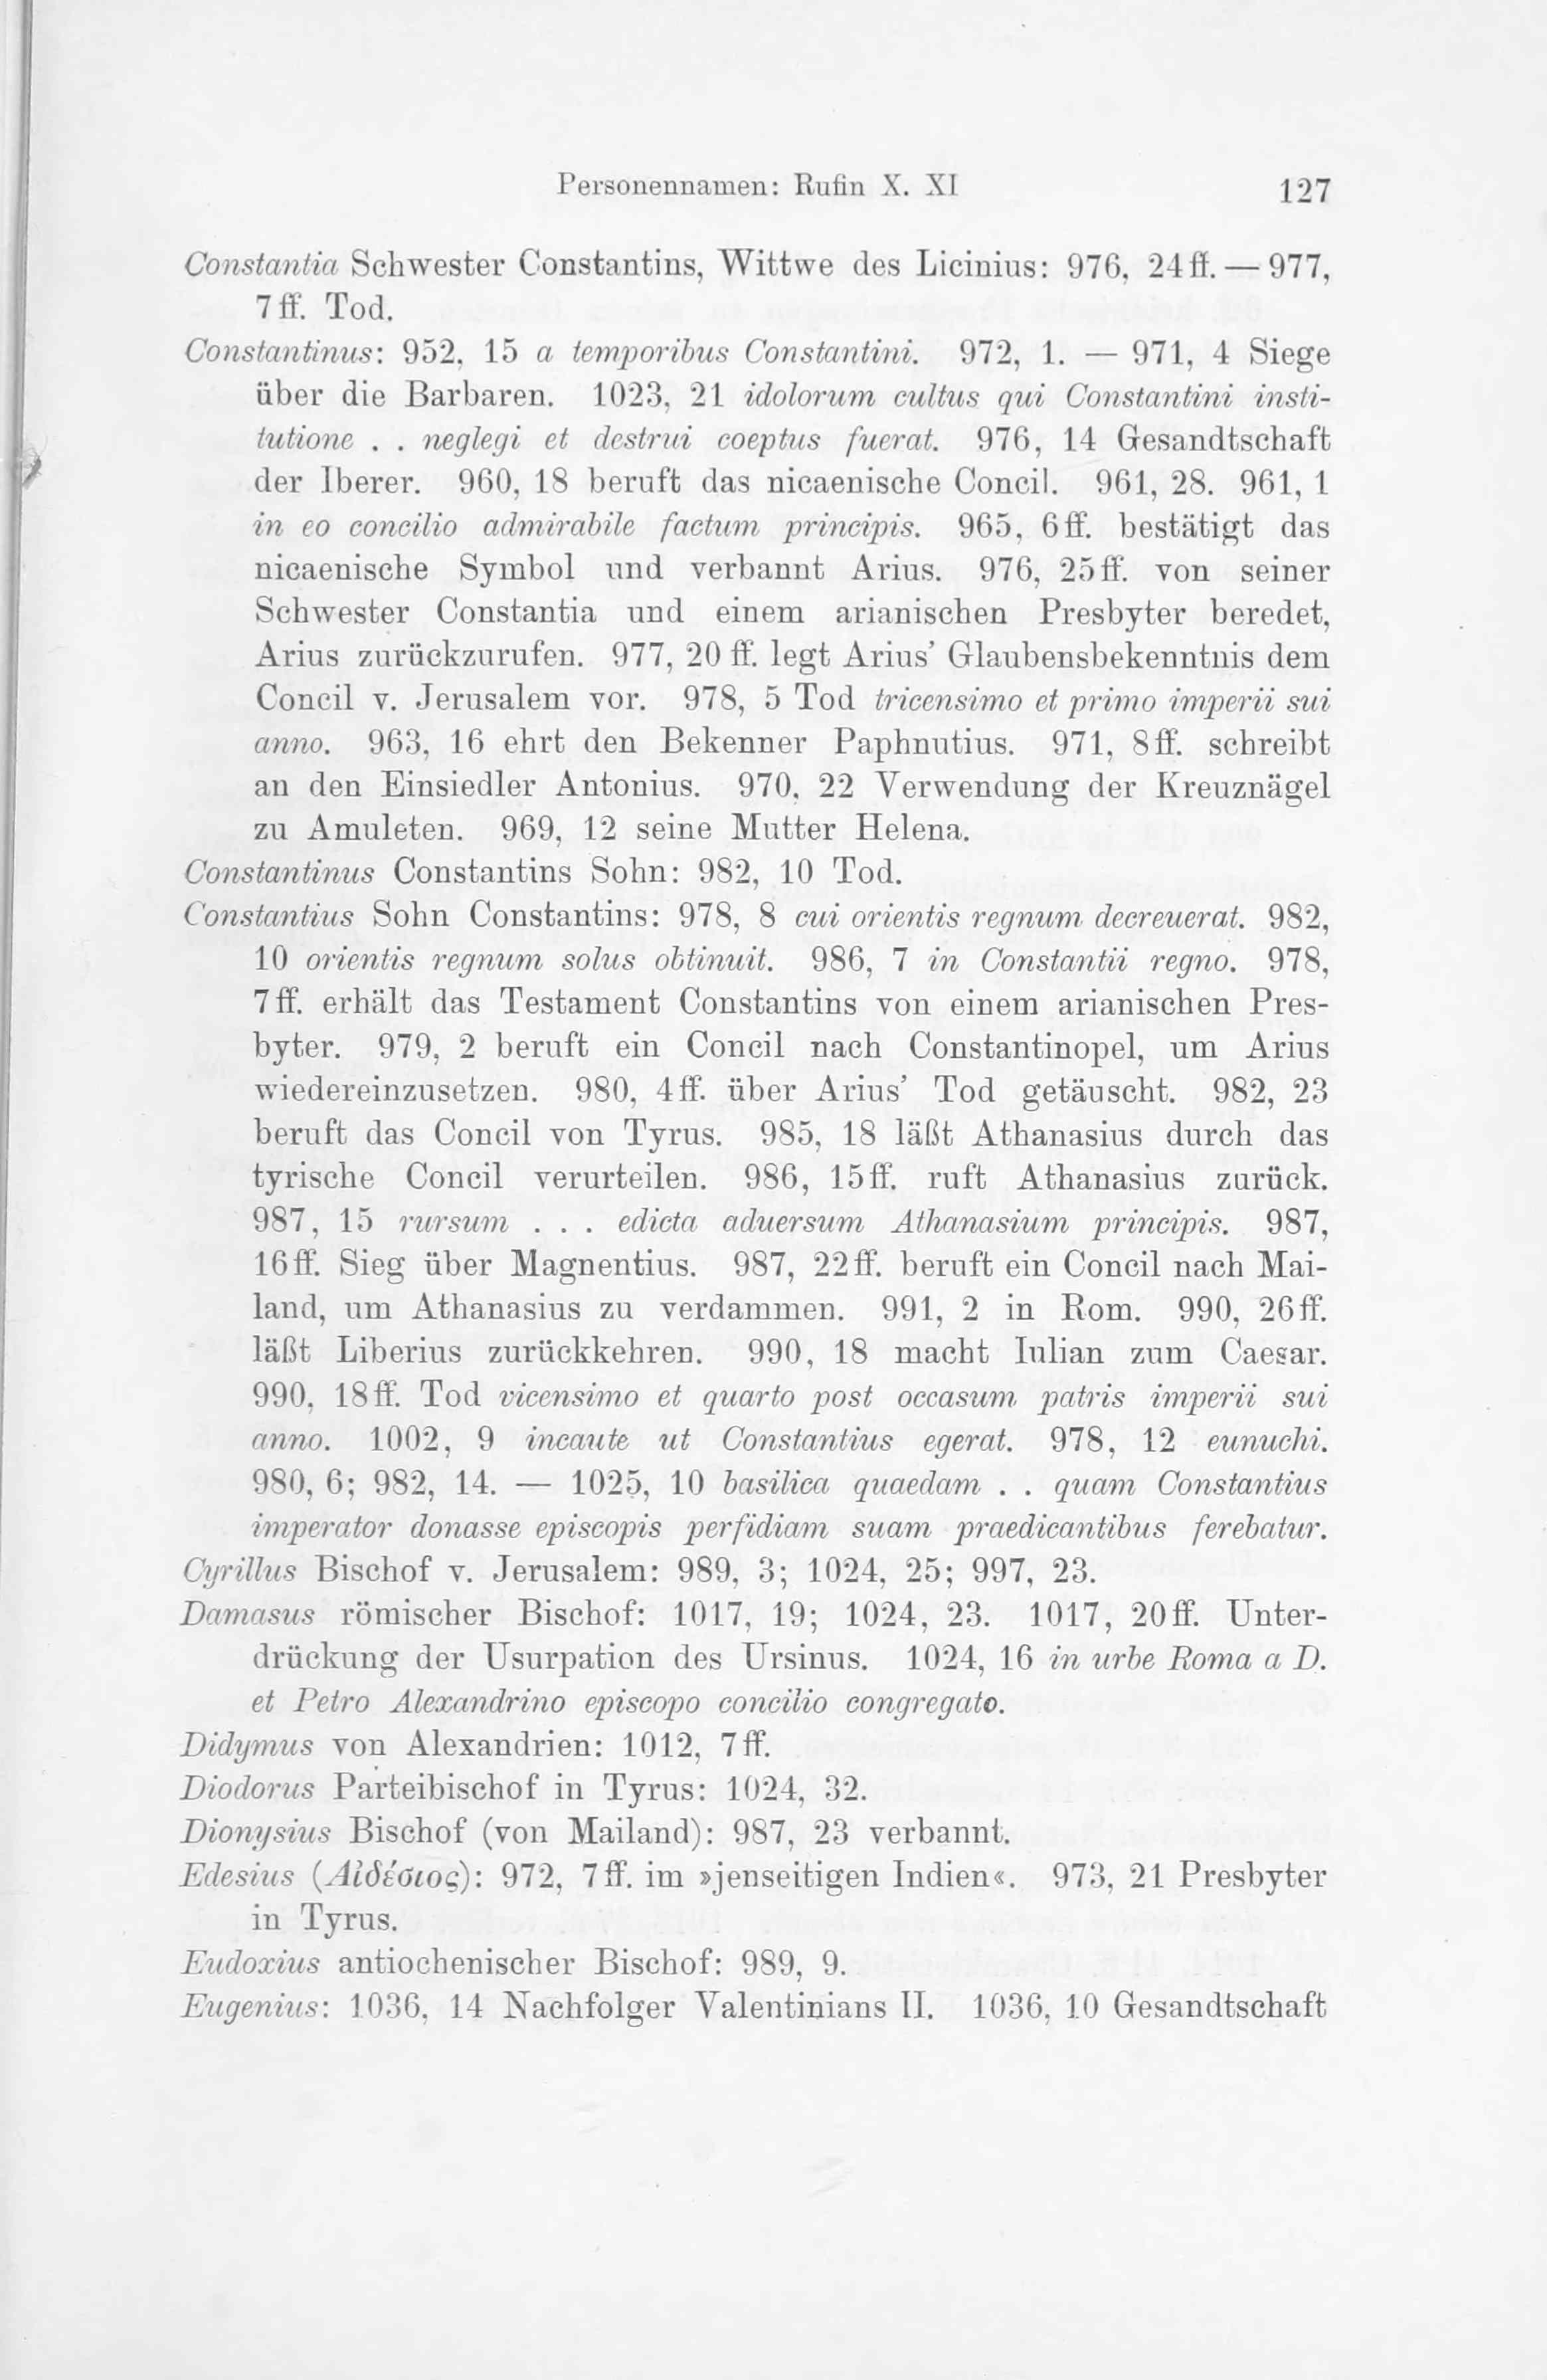 Personennamen: Rufin X. XI 127
Constantia Schwester Constantins, Wittwe des Licinius: 976, 24ff. — 977,
7ff. Tod.
Constantinus: 952, 15 a temporibus Constantini. 972, 1. — 971, 4 Siege
über die Barbaren. 1023, 21 idolorum cultus qui Constantini insti-
tutione . . neglegi et destrui coeptus fuerat. 976, 14 Gesandtschaft
der Iberer. 960, 18 beruft das nicaenische Concil. 961, 28. 961, 1
in eo concilio admirabile factum principis. 965, 6ff. bestätigt das
nicaenische Symbol und verbannt Arius. 976, 25ff. von seiner
Schwester Constantia und einem arianischen Presbyter beredet,
Arius zurückzurufen. 977, 20 ff. legt Arius’ Glaubensbekenntnis dem
Concil v. Jerusalem vor. 978, 5 Tod tricensimo et primo imperii sui
anno. 963, 16 ehrt den Bekenner Paphnutius. 971, 8ff. schreibt
an den Einsiedler Antonius. 970, 22 Verwendung der Kreuznägel
zu Amuleten. 969, 12 seine Mutter Helena.
Constantinus Constantins Sohn: 982, 10 Tod.
Constantius Sohn Constantins: 978, 8 cui orientis regnum decreuerat. 982,
10 orientis regnum solus obtinuit. 986, 7 in Constantii regno. 978,
7ff. erhält das Testament Constantins von einem arianischen Pres-
byter. 979, 2 beruft ein Concil nach Constantinopel, um Arius
wiedereinzusetzen. 980, 4ff. über Arius’ Tod getäuscht. 982, 23
beruft das Concil von Tyrus. 985, 18 läßt Athanasius durch das
tyrische Concil verurteilen. 986, 15ff. ruft Athanasius zurück.
987, 15 rursum . . . edicta aduersum Athanasium principis. 987,
16ff. Sieg über Magnentius. 987, 22ff. beruft ein Concil nach Mai-
land, um Athanasius zu verdammen. 991, 2 in Rom. 990, 26ff.
läßt Liberius zurückkehren. 990, 18 macht Iulian zum Caesar.
990, 18ff. Tod vicensimo et quarto post occasum patris imperii sui
anno. 1002, 9 incaute ut Constantius egerat. 978, 12 eunuchi.
980, 6; 982, 14. — 1025, 10 basilica quaedam . . quam Constantius
imperator donasse episcopis perfidiam suam praedicantibus ferebatur.
Cyrillus Bischof v. Jerusalem: 989, 3; 1024, 25; 997, 23.
Damasus römischer Bischof: 1017, 19; 1024, 23. 1017, 20ff. Unter-
drückung der Usurpation des Ursinus. 1024, 16 in urbe Roma a D.
et Petro Alexandrino episcopo concilio congregato.
Didymus von Alexandrien: 1012, 7ff.
Diodorus Parteibischof in Tyrus: 1024, 32.
Dionysius Bischof (von Mailand): 987, 23 verbannt.
Edesius (Αἰδέσιος): 972, 7ff. im »jenseitigen Indien«. 973, 21 Presbyter
in Tyrus.
Eudoxius antiochenischer Bischof: 989, 9.
Eugenius: 1036, 14 Nachfolger Valentinians II. 1036, 10 Gesandtschaft